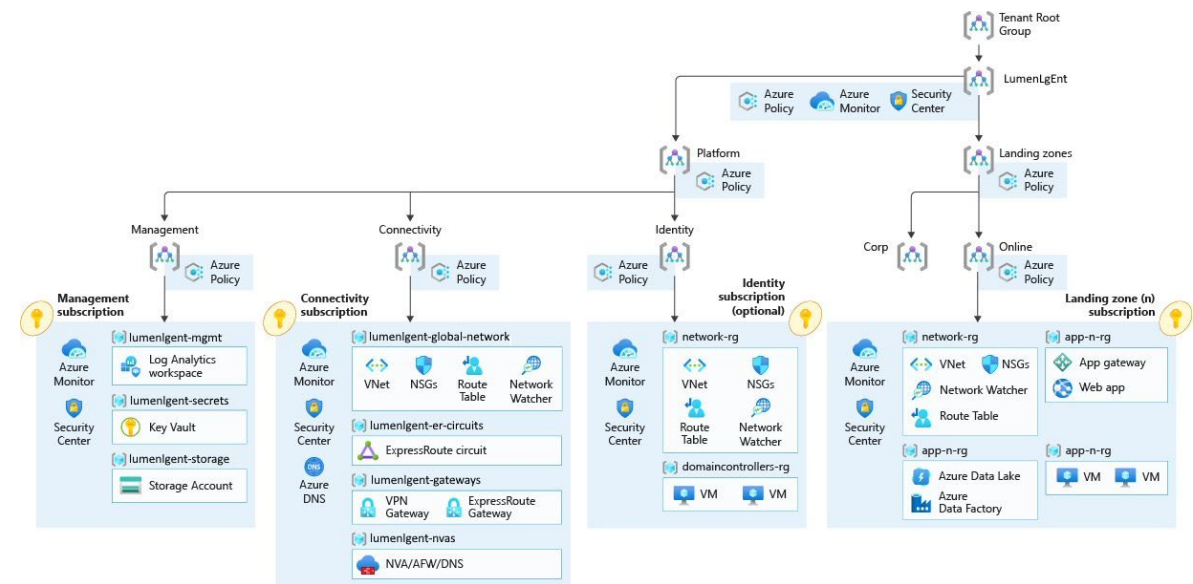 Tenant Root
Group
LumenLgEnt
Azure
Policy
Azure
Monitor
Security
Center
Platform
Azure
Policy
Landing zones
Azure
Policy
Management
Azure
Policy
Connectivity
Azure
Policy
Identity
Azure
Policy
Corp
Online
Azure
Policy
Management
subscription
lumenlgent-mgmt
Azure
Monitor
Log Analytics
workspace
lumenlgent-secrets
Security
Center
Key Vault
lumenlgent-storage
Storage Account
Connectivity
subscription
lumenlgent-global-network
Azure
Monitor
VNet
NSGs
Route
Table
Network
Watcher
Security
Center
lumenlgent-er-circuits
ExpressRoute circuit
DNS
Azure
DNS
lumenlgent-gateways
VPN
Gateway
ExpressRoute
Gateway
lumenlgent-nvas
NVA/AFW/DNS
Identity
subscription
(optional)
network-rg
Azure
Monitor
VNet
NSGs
Security
Center
Route
Table
Network
Watcher
domaincontrollers-rg
VM
VM
Landing zone (n)
subscription
network-rg
Azure
Monitor
VNet
NSGs
Network Watcher
Route Table
Security
Center
app-n-rg
App gateway
Web app
app-n-rg
Azure Data Lake
Azure
Data Factory
app-n-rg
VM
VM